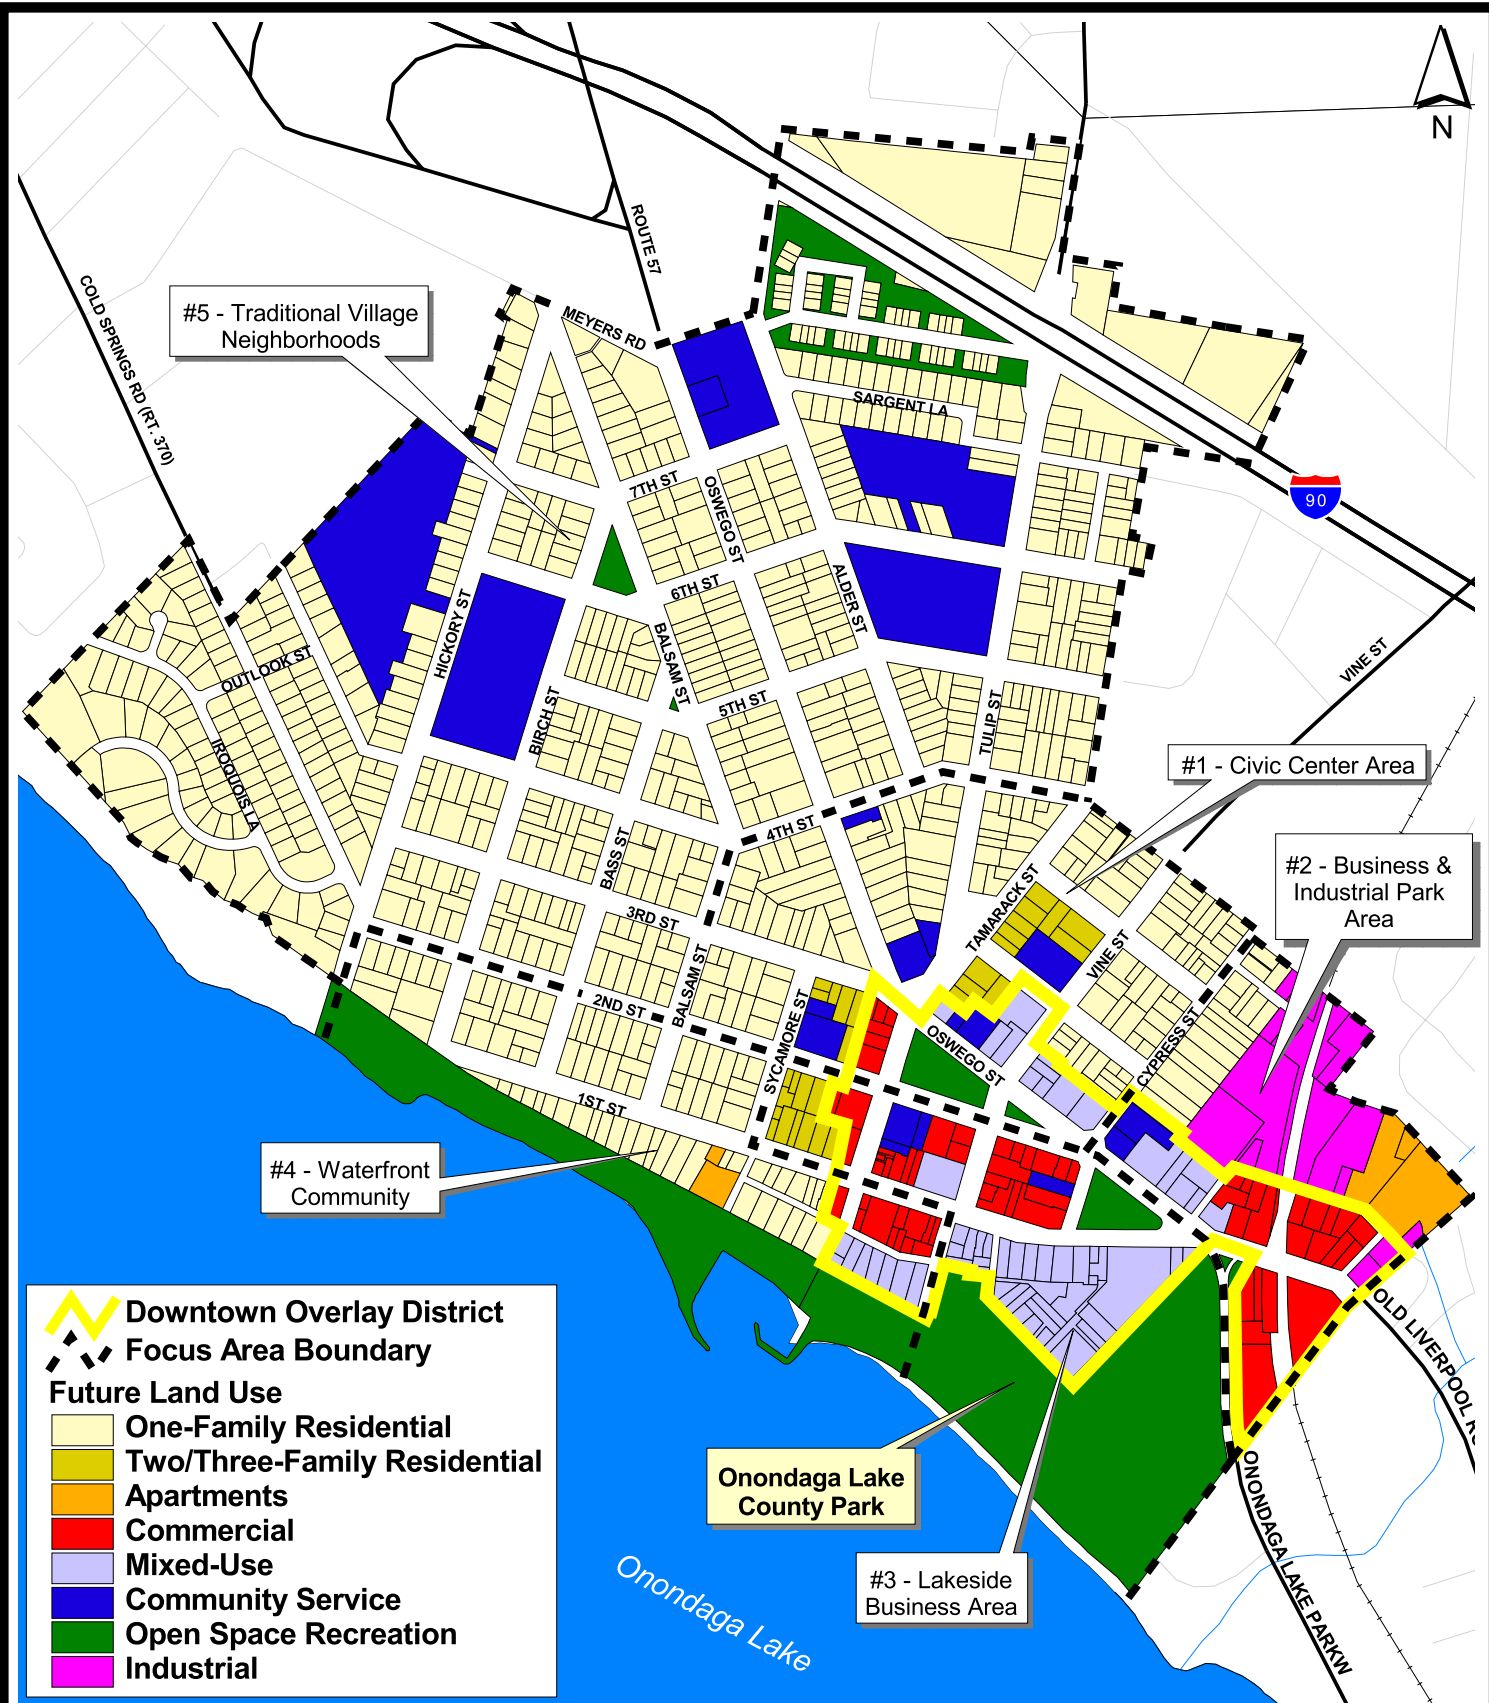 N
ROUTE 57
COLD SPRINGS RD (RT. 370)
#5 - Traditional Village
Neighborhoods
MEYERS RD
SARGENT LA
7TH ST
OSWEGO ST
90
6TH ST
ALDER ST
HICKORY ST
BALSAM ST
OUTLOOK ST
VINE ST
5TH ST
BIRCH ST
TULIP ST
IROQUOIS LA
#1 - Civic Center Area
4TH ST
BASS ST
#2 - Business &
Industrial Park
Area
TAMARACK ST
3RD ST
VINE ST
BALSAM ST
2ND ST
SYCAMORE ST
OSWEGO ST
CYPRESS ST
1ST ST
#4 - Waterfront
Community
OLD LIVERPOOL R
Onondaga Lake
County Park
#3 - Lakeside
Business Area
ONONDAGA LAKE PARKW
Onondaga Lake
Downtown Overlay District
Focus Area Boundary
Future Land Use
One-Family Residential
Two/Three-Family Residential
Apartments
Commercial
Mixed-Use
Community Service
Open Space Recreation
Industrial